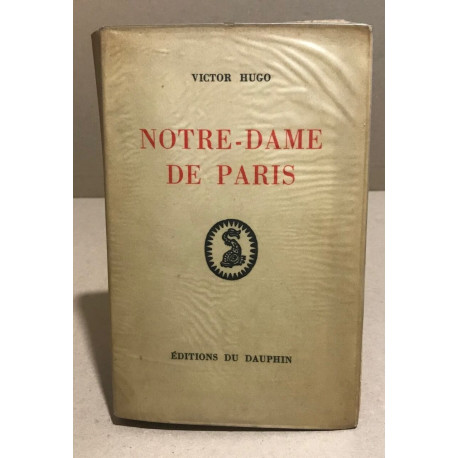 VICTOR HUGO
NOTRE-DAME
DE PARIS
ÉDITIONS DU DAUPHIN